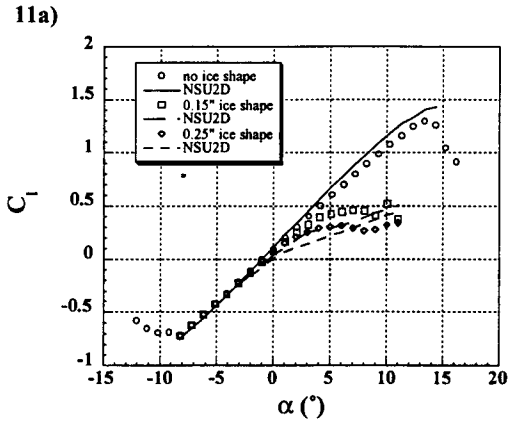 11a)
2
no ice shape
NSU2D
0.15" ice shape
NSU2D
0.25" ice shape
NSU2D
1.5
1
0.5
0
-0.5
-1
C_l
-15 -10 -5 0 5 10 15 20
α (°)